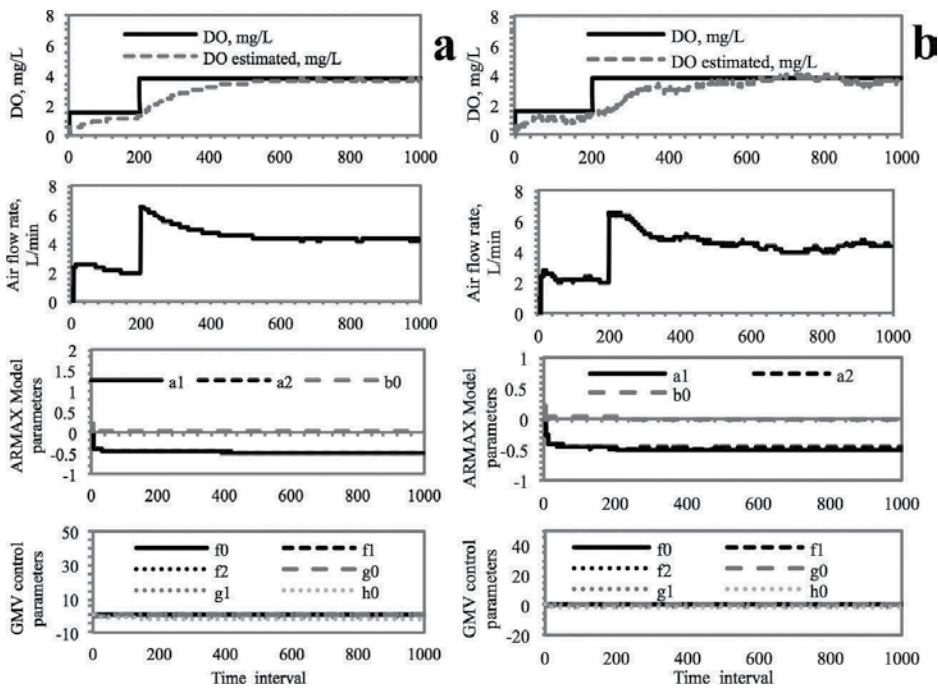 a
DO, mg/L
8
6
4
2
0
DO, mg/L
DO estimated, mg/L
0 200 400 600 800 1000
Air flow rate,
L/min
8
6
4
2
0
0 200 400 600 800 1000
ARMAX Model
parameters
2
1.5
1
0.5
0
-0.5
-1
a1 a2 b0
0 200 400 600 800 1000
GMV control
parameters
50
30
10
-10
f0 f1
f2 g0
g1 h0
0 200 400 600 800 1000
Time interval
b
DO, mg/L
8
6
4
2
0
DO, mg/L
DO estimated, mg/L
0 200 400 600 800 1000
Air flow rate,
L/min
8
6
4
2
0
0 200 400 600 800 1000
ARMAX Model
parameters
1
0.5
0
-0.5
-1
a1 a2
b0
0 200 400 600 800 1000
GMV control
parameters
40
20
0
-20
f0 f1
f2 g0
g1 h0
0 200 400 600 800 1000
Time interval